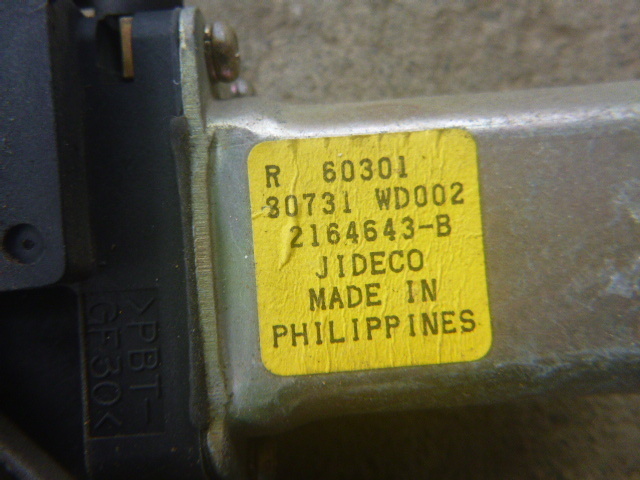 R 60301
80731 WD002
2164643-B
JIDECO
MADE IN
PHILIPPINES
>PBT-
GF30<